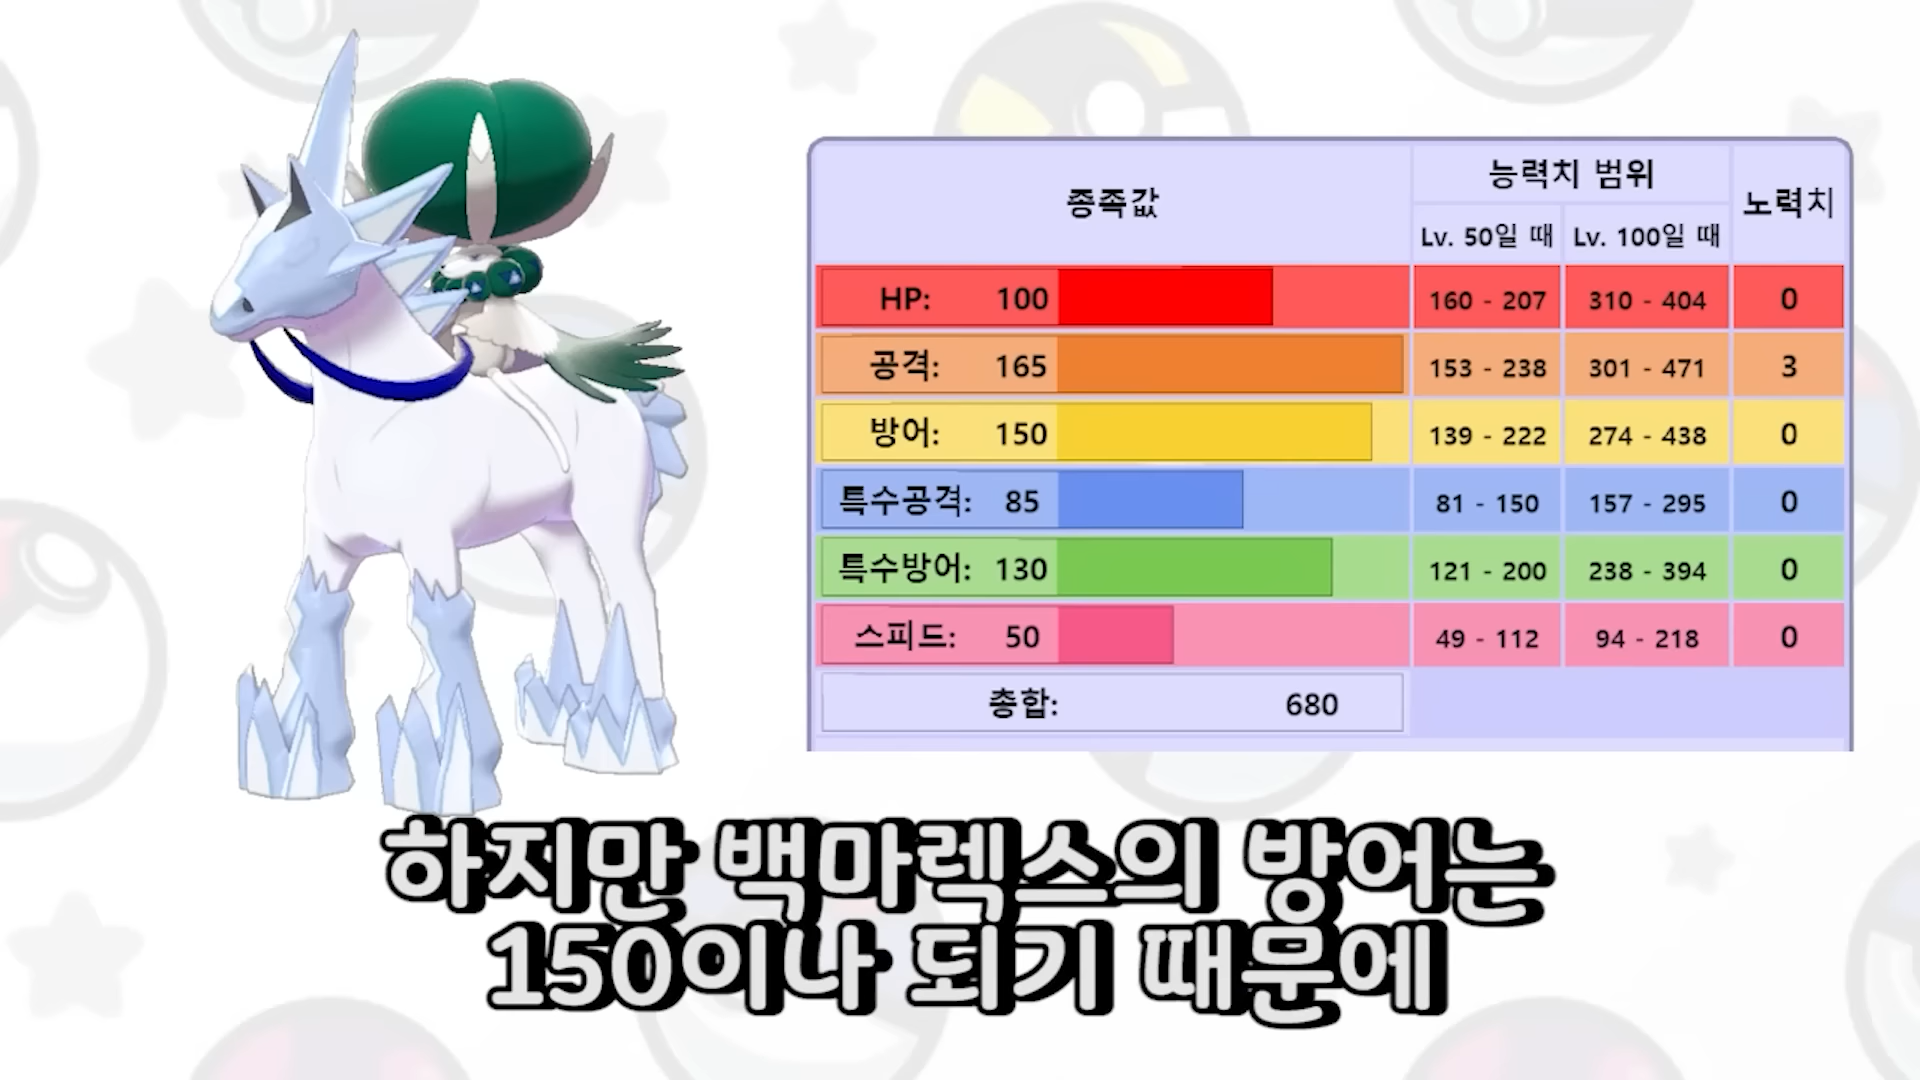 종족값 능력치 범위 노력치
Lv. 50일 때 Lv. 100일 때
HP: 100 160 - 207 310 - 404 0
공격: 165 153 - 238 301 - 471 3
방어: 150 139 - 222 274 - 438 0
특수공격: 85 81 - 150 157 - 295 0
특수방어: 130 121 - 200 238 - 394 0
스피드: 50 49 - 112 94 - 218 0
총합: 680
하지만 백마렉스의 방어는
150이나 되기 때문에